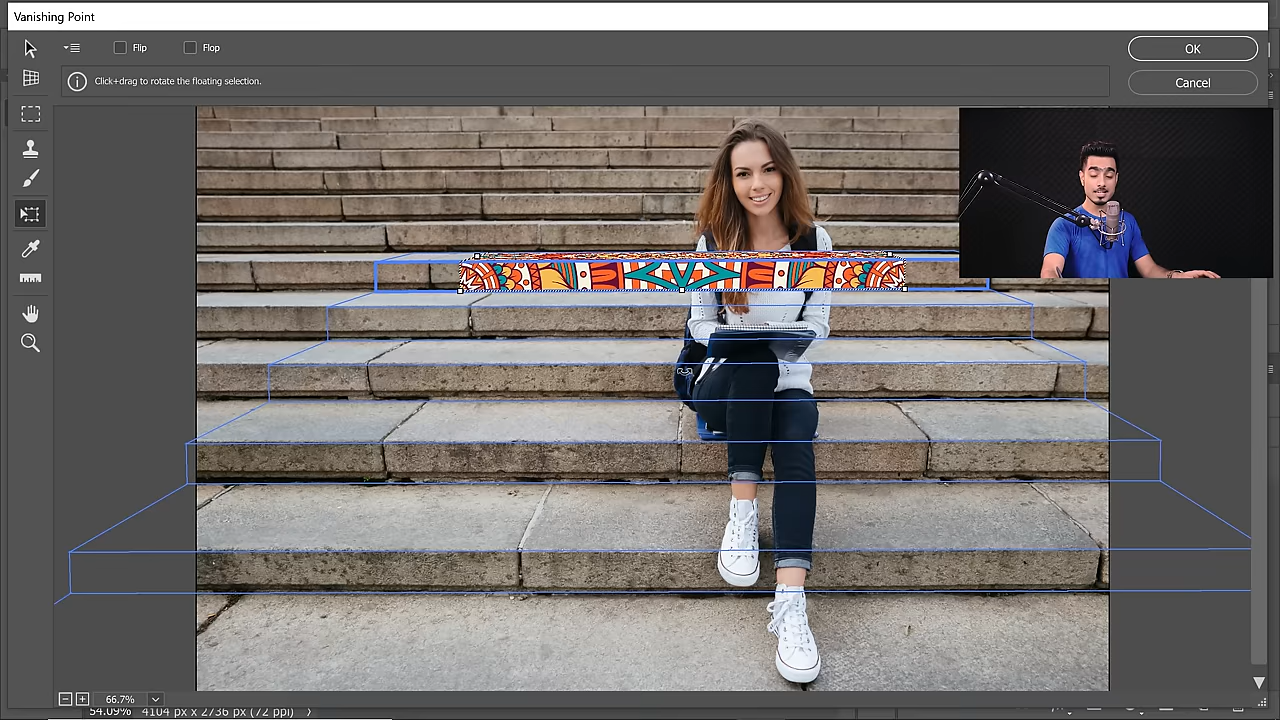 Vanishing Point
Flip
Flop
OK
Click+drag to rotate the floating selection.
Cancel
66.7%
54.09% 4104 px x 2736 px (72 ppi)